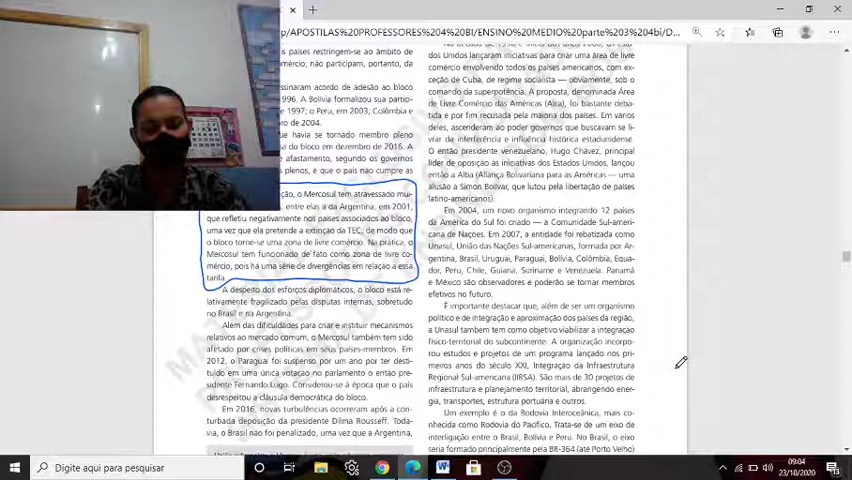 p/APOSTILAS%20PROFESSORES%204%20BI/ENSINO%20MEDIO%20parte%203%204bi/D...
s países restringem-se ao âmbito de
mércio; não participam, portanto, da
ssinaram acordo de adesão ao bloco
996. A Bolívia formalizou sua partici-
de 1997; o Peru, em 2003; Colômbia e
ro de 2004.
que havia se tornado membro pleno
sa do bloco em dezembro de 2016. A
e afastamento, segundo os governos
s plenos, é que o país não cumpre as
ção, o Mercosul tem atravessado mui-
, entre elas a da Argentina, em 2001,
que refletiu negativamente nos países associados ao bloco,
uma vez que ela pretende a extinção da TEC, de modo que
o bloco torne-se uma zona de livre comércio. Na prática, o
Mercosul tem funcionado de fato como zona de livre co-
mércio, pois há uma série de divergências em relação a essa
tarifa.
A despeito dos esforços diplomáticos, o bloco está re-
lativamente fragilizado pelas disputas internas, sobretudo
no Brasil e na Argentina.
Além das dificuldades para criar e instituir mecanismos
relativos ao mercado comum, o Mercosul também tem sido
afetado por crises políticas em seus países-membros. Em
2012, o Paraguai foi suspenso por um ano por ter desti-
tuído em uma única votação no parlamento o então pre-
sidente Fernando Lugo. Considerou-se à época que o país
desrespeitou a cláusula democrática do bloco.
Em 2016, novas turbulências ocorreram após a con-
turbada deposição da presidente Dilma Rousseff. Toda-
via, o Brasil não foi penalizado, uma vez que a Argentina,
dos Unidos lançaram iniciativas para criar uma área de livre
comércio envolvendo todos os países americanos, com ex-
ceção de Cuba, de regime socialista — obviamente, sob o
comando da superpotência. A proposta, denominada Área
de Livre-Comércio das Américas (Alca), foi bastante deba-
tida e por fim recusada pela maioria dos países. Em vários
deles, ascenderam ao poder governos que buscavam se li-
vrar da interferência e influência histórica estadunidense.
O então presidente venezuelano, Hugo Chávez, principal
líder de oposição às iniciativas dos Estados Unidos, lançou
então a Alba (Aliança Bolivariana para as Américas — uma
alusão a Simón Bolívar, que lutou pela libertação de países
latino-americanos).
Em 2004, um novo organismo integrando 12 países
da América do Sul foi criado — a Comunidade Sul-ameri-
cana de Nações. Em 2007, a entidade foi rebatizada como
Unasul, União das Nações Sul-americanas, formada por Ar-
gentina, Brasil, Uruguai, Paraguai, Bolívia, Colômbia, Equa-
dor, Peru, Chile, Guiana, Suriname e Venezuela. Panamá
e México são observadores e poderão se tornar membros
efetivos no futuro.
É importante destacar que, além de ser um organismo
político e de integração e aproximação dos países da região,
a Unasul também tem como objetivo viabilizar a integração
físico-territorial do subcontinente. A organização incorpo-
rou estudos e projetos de um programa lançado nos pri-
meiros anos do século XXI, Integração da Infraestrutura
Regional Sul-americana (IIRSA). São mais de 30 projetos de
infraestrutura e planejamento territorial, abrangendo ener-
gia, transportes, estrutura portuária e outros.
Um exemplo é o da Rodovia Interoceânica, mais co-
nhecida como Rodovia do Pacífico. Trata-se de um eixo de
interligação entre o Brasil, Bolívia e Peru. No Brasil, o eixo
seria formado principalmente pela BR-364 (até Porto Velho)
Digite aqui para pesquisar
09:04
23/10/2020